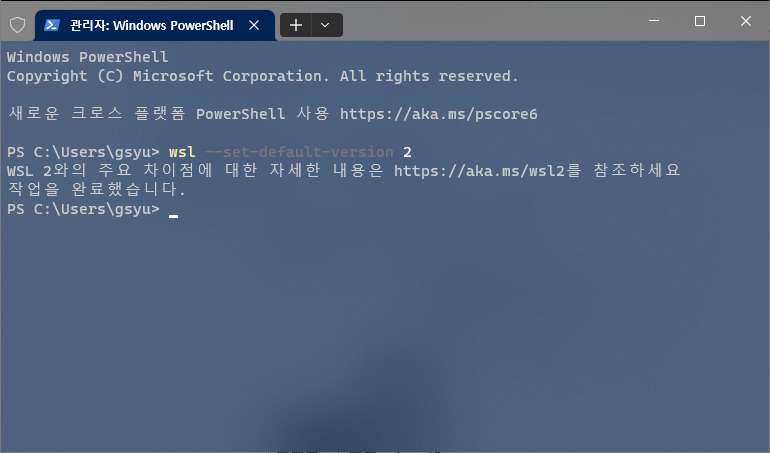 관리자: Windows PowerShell
Windows PowerShell
Copyright (C) Microsoft Corporation. All rights reserved.
새로운 크로스 플랫폼 PowerShell 사용 https://aka.ms/pscore6
PS C:\Users\gsyu> wsl --set-default-version 2
WSL 2와의 주요 차이점에 대한 자세한 내용은 https://aka.ms/wsl2를 참조하세요
작업을 완료했습니다.
PS C:\Users\gsyu>